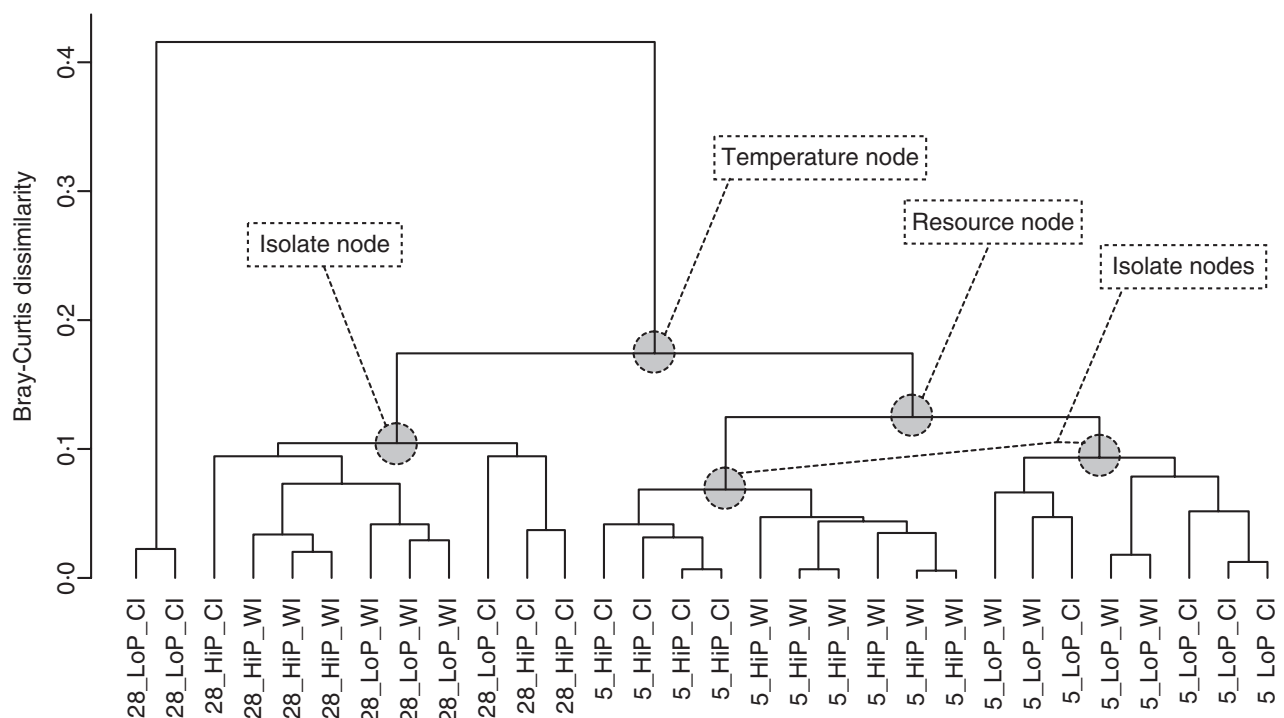 Bray-Curtis dissimilarity
0·4
0·3
0·2
0·1
0·0
Temperature node
Resource node
Isolate node
Isolate nodes
28_LoP_CI
28_LoP_CI
28_HiP_CI
28_HiP_WI
28_HiP_WI
28_HiP_WI
28_LoP_WI
28_LoP_WI
28_LoP_WI
28_LoP_CI
28_HiP_CI
28_HiP_CI
5_HiP_CI
5_HiP_CI
5_HiP_CI
5_HiP_CI
5_HiP_WI
5_HiP_WI
5_HiP_WI
5_HiP_WI
5_HiP_WI
5_HiP_WI
5_LoP_WI
5_LoP_WI
5_LoP_CI
5_LoP_WI
5_LoP_WI
5_LoP_CI
5_LoP_CI
5_LoP_CI